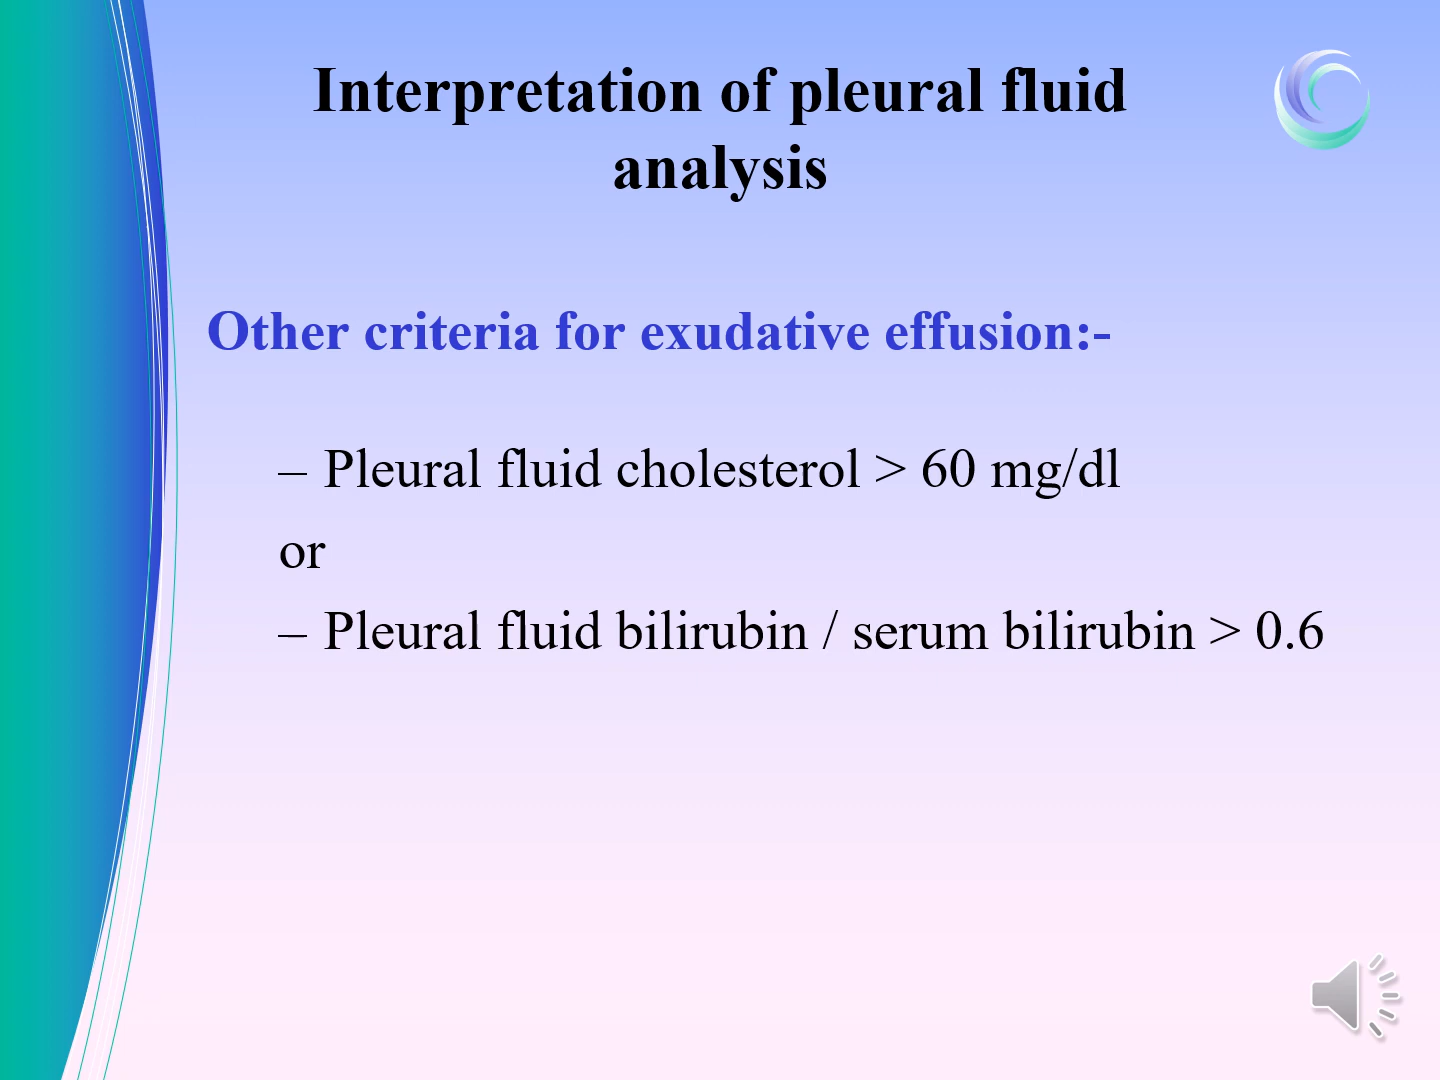 Interpretation of pleural fluid
analysis
Other criteria for exudative effusion:-
– Pleural fluid cholesterol > 60 mg/dl
or
– Pleural fluid bilirubin / serum bilirubin > 0.6